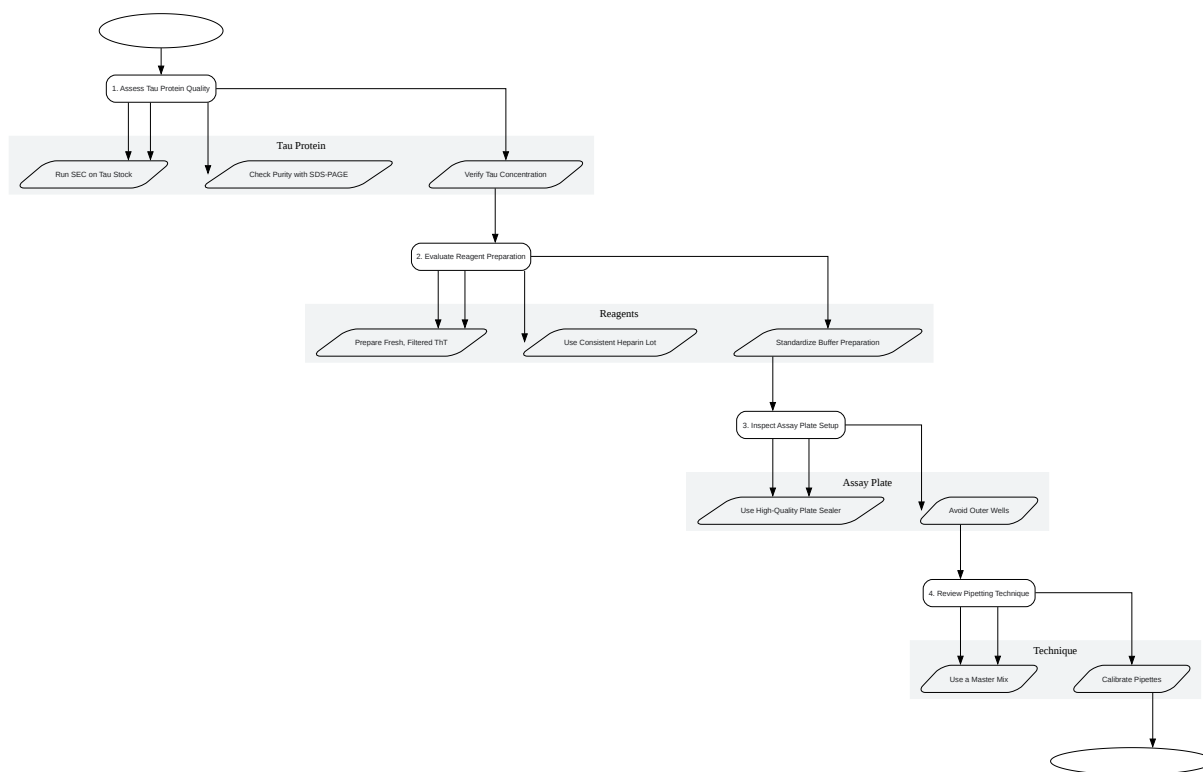 1. Assess Tau Protein Quality
Tau Protein
Run SEC on Tau Stock
Check Purity with SDS-PAGE
Verify Tau Concentration
2. Evaluate Reagent Preparation
Reagents
Prepare Fresh, Filtered ThT
Use Consistent Heparin Lot
Standardize Buffer Preparation
3. Inspect Assay Plate Setup
Assay Plate
Use High-Quality Plate Sealer
Avoid Outer Wells
4. Review Pipetting Technique
Technique
Use a Master Mix
Calibrate Pipettes